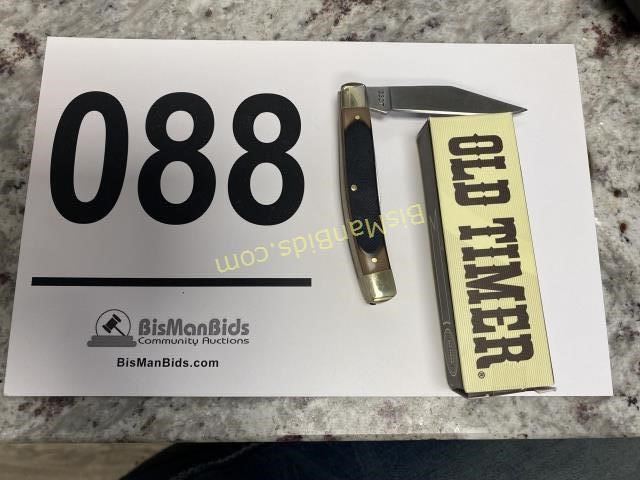 088
BisManBids
Community Auctions
BisManBids.com
BisManBids.com
OLD TIMER®